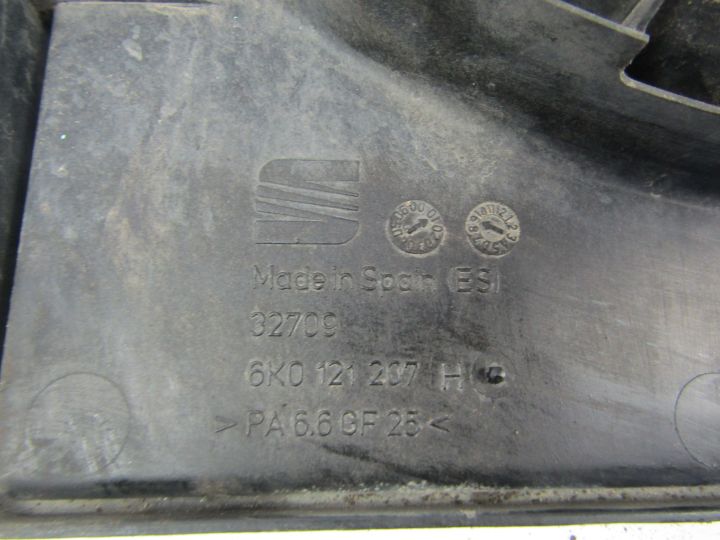 Made in Spain (ES)
32709
6K0 121 207 H
>PA 6.6 GF 25<